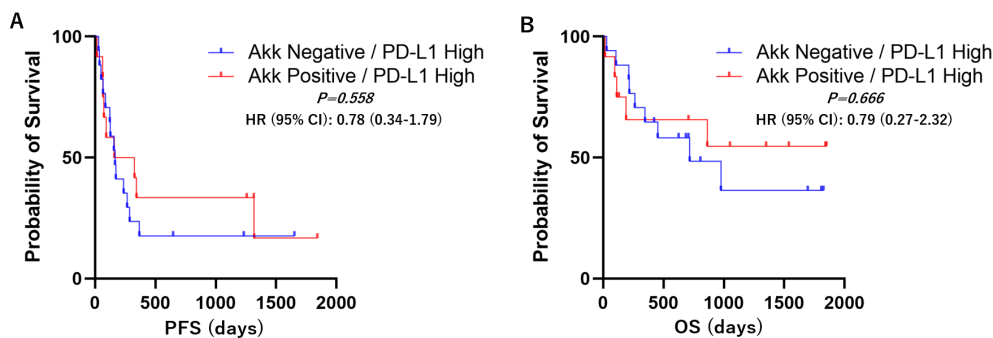 A
Probability of Survival
100
50
0
Akk Negative / PD-L1 High
Akk Positive / PD-L1 High
P=0.558
HR (95% CI): 0.78 (0.34-1.79)
0 500 1000 1500 2000
PFS (days)
B
Probability of Survival
100
50
0
Akk Negative / PD-L1 High
Akk Positive / PD-L1 High
P=0.666
HR (95% CI): 0.79 (0.27-2.32)
0 500 1000 1500 2000
OS (days)